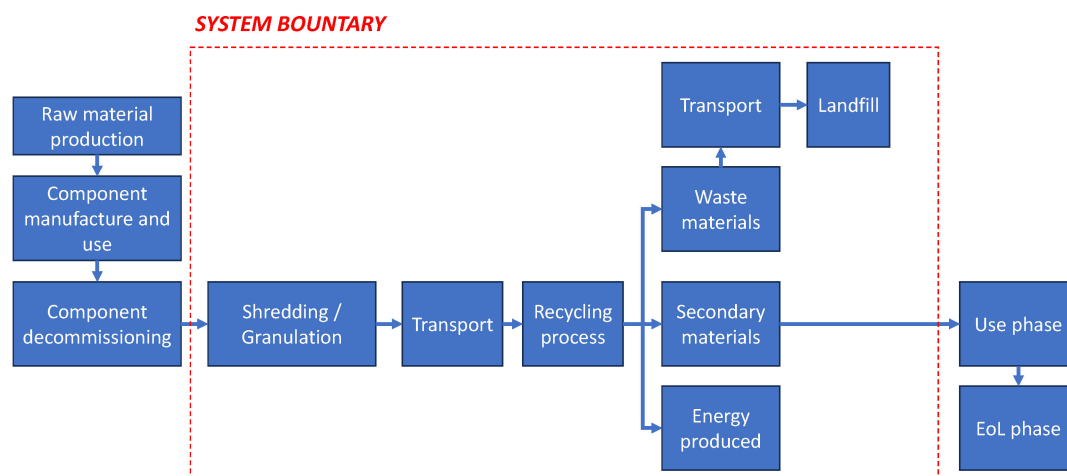 SYSTEM BOUNTARY
Raw material
production
Component
manufacture and
use
Component
decommissioning
Shredding /
Granulation
Transport
Recycling
process
Transport
Landfill
Waste
materials
Secondary
materials
Energy
produced
Use phase
EoL phase